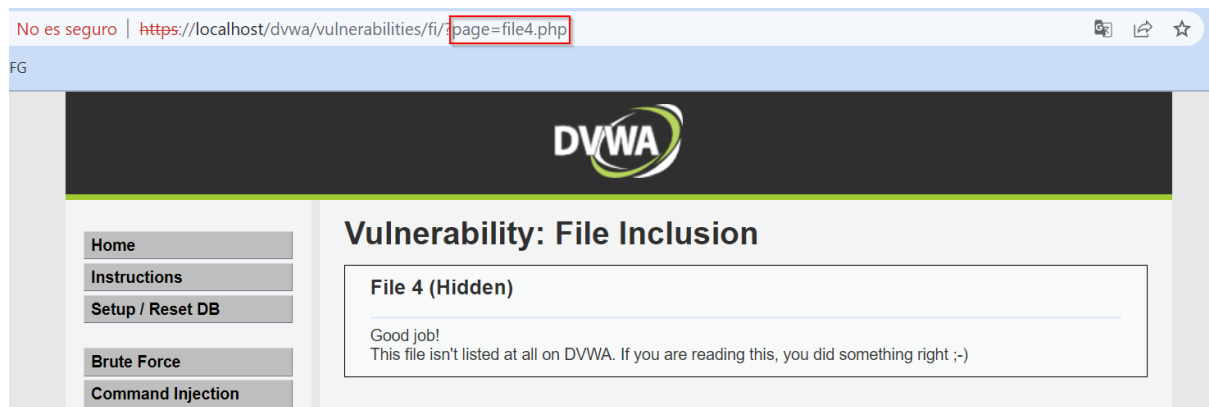 No es seguro | https://localhost/dvwa/vulnerabilities/fi/?page=file4.php
FG
DVWA
Home
Instructions
Setup / Reset DB
Brute Force
Command Injection
Vulnerability: File Inclusion
File 4 (Hidden)
Good job!
This file isn't listed at all on DVWA. If you are reading this, you did something right ;-)